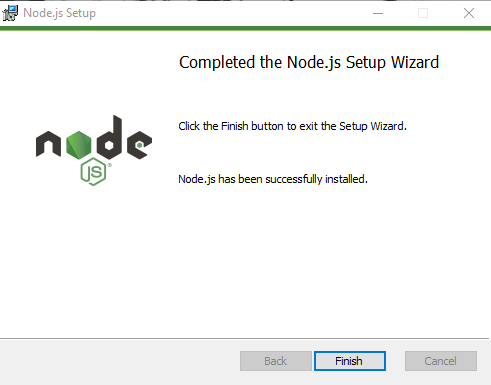 Node.js Setup
Completed the Node.js Setup Wizard
Click the Finish button to exit the Setup Wizard.
node
JS
Node.js has been successfully installed.
Back
Finish
Cancel